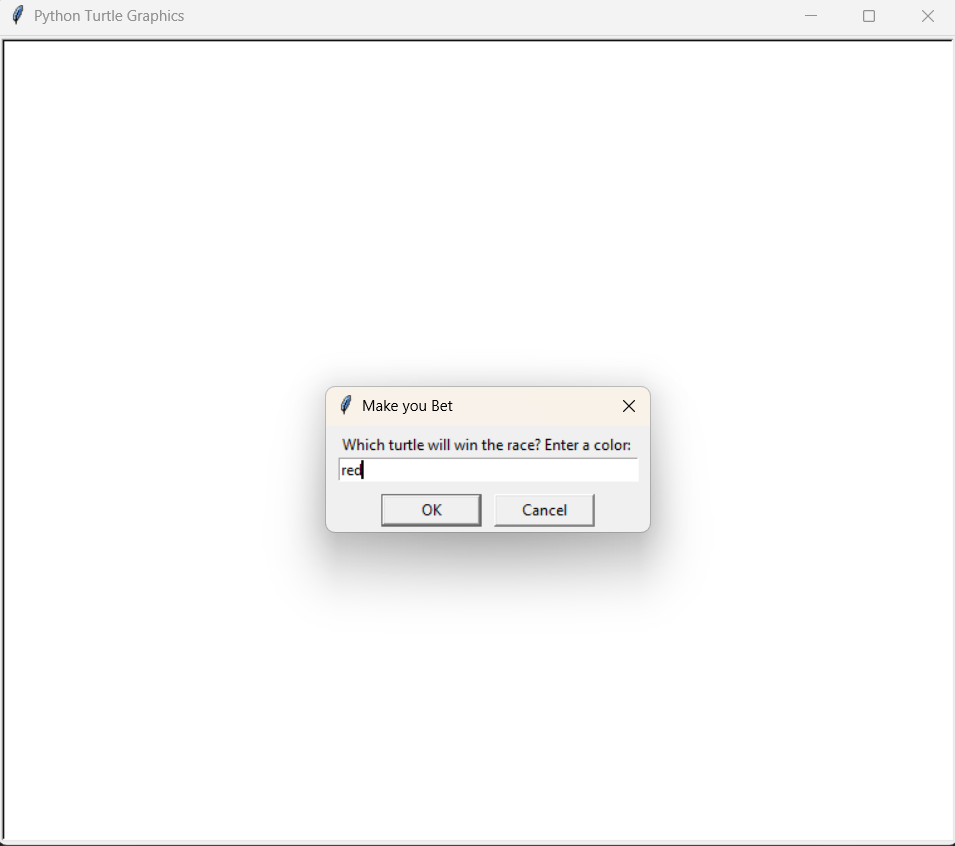 Python Turtle Graphics
Make you Bet
Which turtle will win the race? Enter a color:
red
OK Cancel